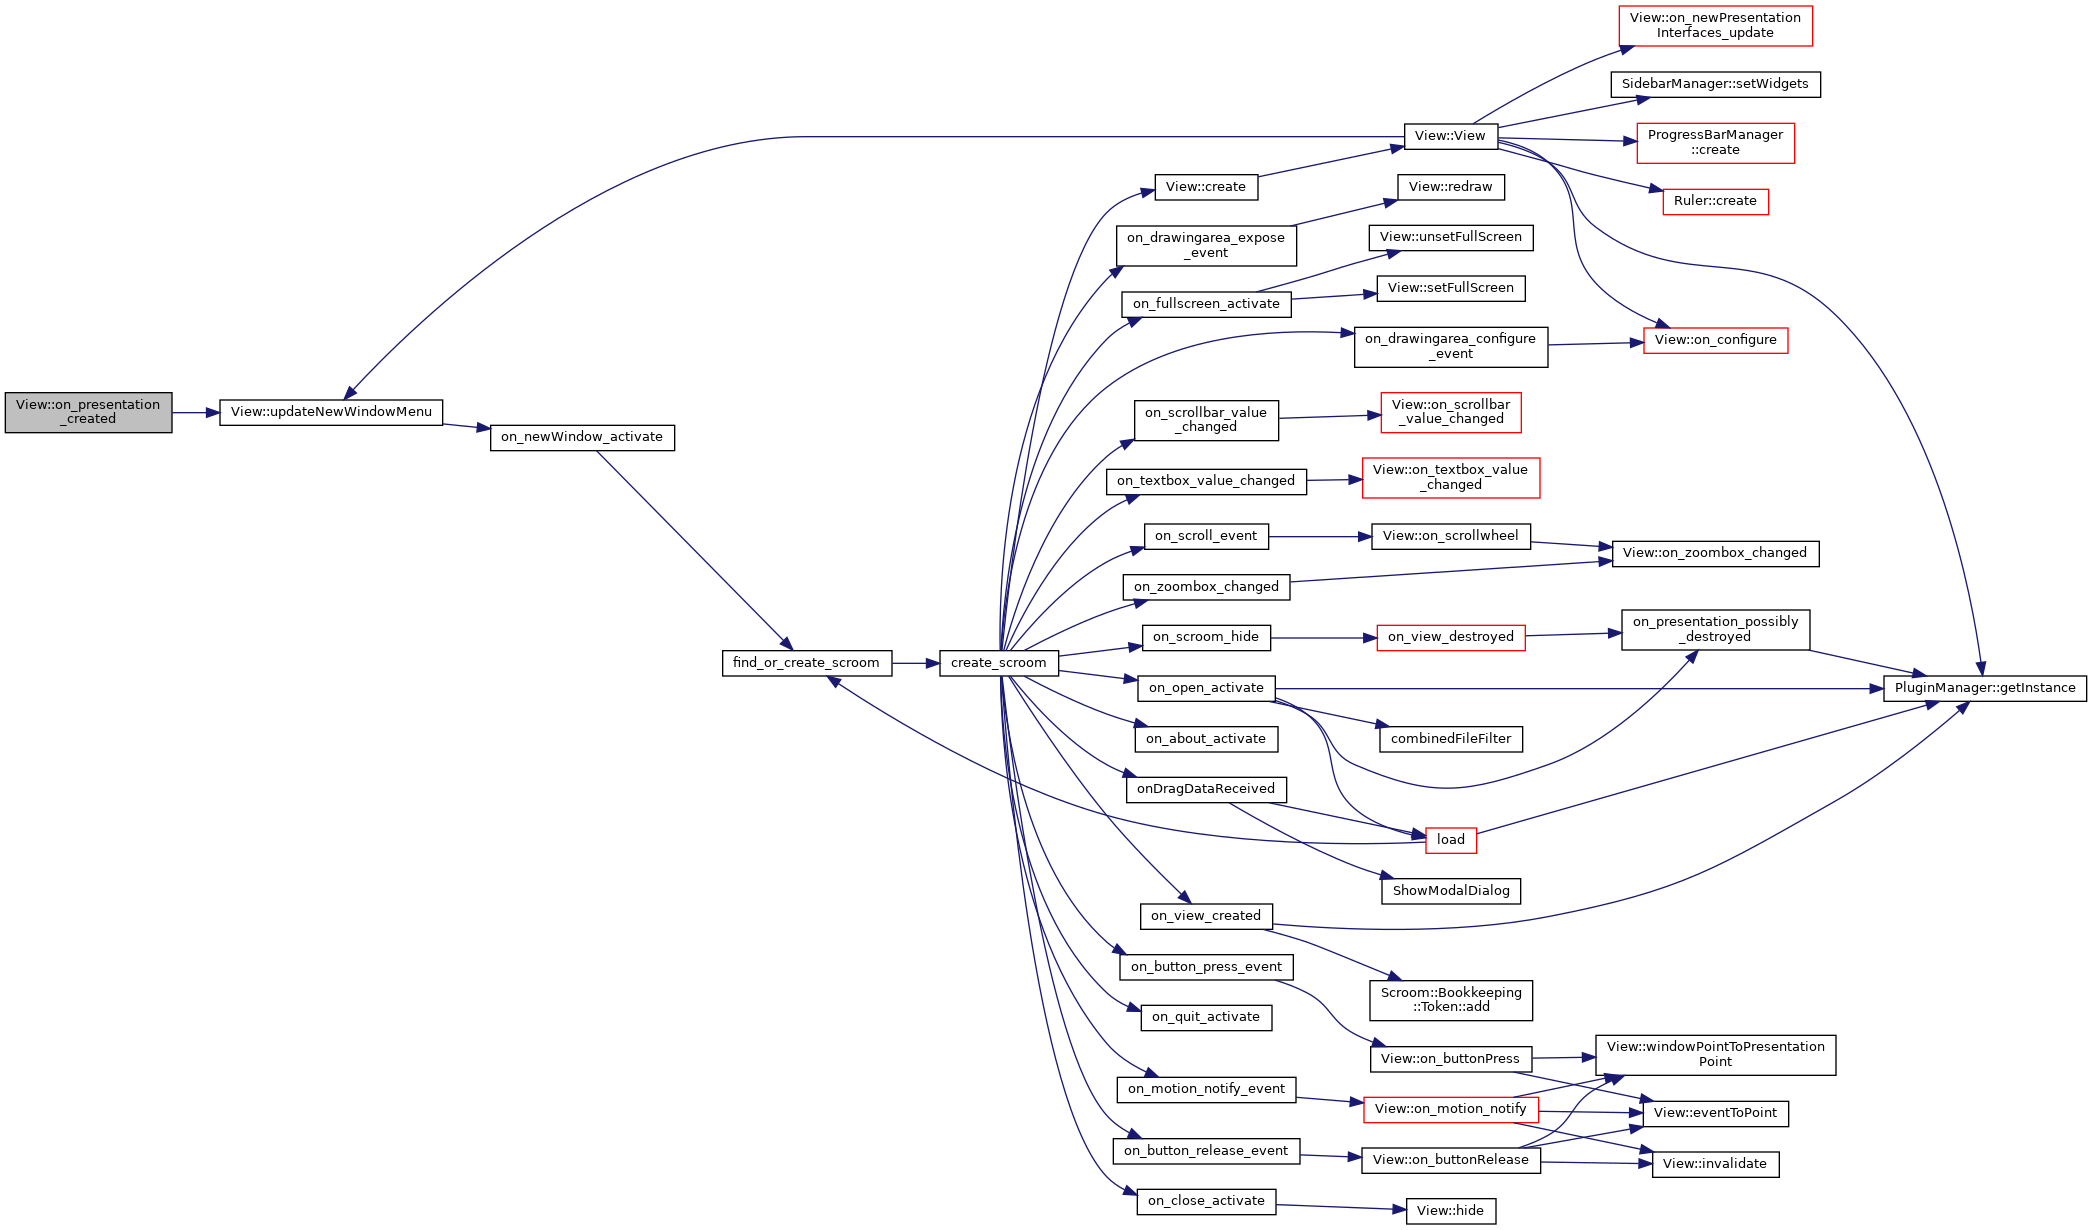 View::on_presentation
_created
View::updateNewWindowMenu
on_newWindow_activate
find_or_create_scroom
create_scroom
View::create
on_drawingarea_expose
_event
on_fullscreen_activate
on_drawingarea_configure
_event
on_scrollbar_value
_changed
on_textbox_value_changed
on_scroll_event
on_zoombox_changed
on_scroom_hide
on_open_activate
on_about_activate
onDragDataReceived
on_view_created
on_button_press_event
on_quit_activate
on_motion_notify_event
on_button_release_event
on_close_activate
View::View
View::redraw
View::unsetFullScreen
View::setFullScreen
View::on_scrollbar
_value_changed
View::on_textbox_value
_changed
View::on_scrollwheel
on_view_destroyed
combinedFileFilter
load
ShowModalDialog
Scroom::Bookkeeping
::Token::add
View::on_buttonPress
View::on_motion_notify
View::on_buttonRelease
View::hide
View::on_newPresentation
Interfaces_update
SidebarManager::setWidgets
ProgressBarManager
::create
Ruler::create
View::on_configure
View::on_zoombox_changed
on_presentation_possibly
_destroyed
View::windowPointToPresentation
Point
View::eventToPoint
View::invalidate
PluginManager::getInstance